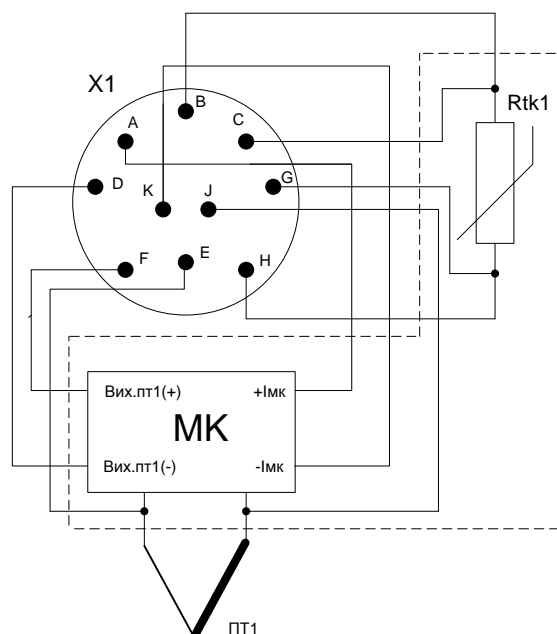 X1
B
A
C
Rtk1
D
G
K
J
F
E
H
Вих.пт1(+)
+Iмк
МК
Вих.пт1(-)
-Iмк
ПТ1